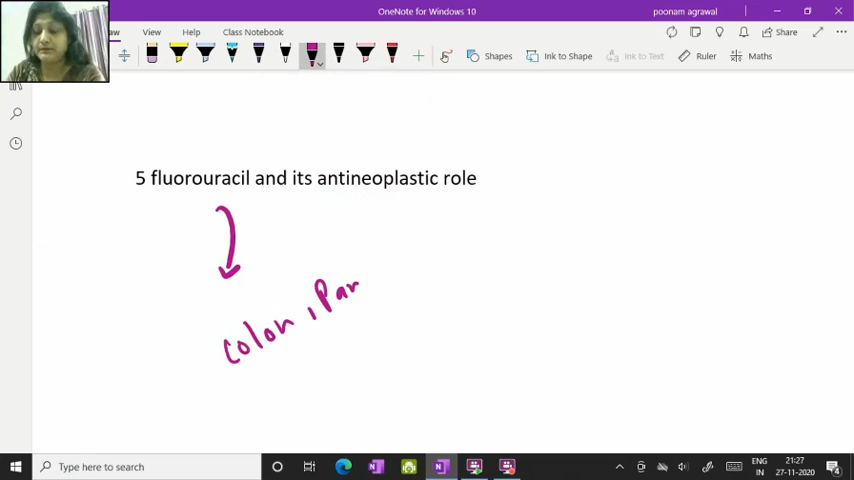 OneNote for Windows 10
poonam agrawal
View Help Class Notebook
Share
Shapes Ink to Shape Ink to Text Ruler Maths
5 fluorouracil and its antineoplastic role
colon, Pan
Type here to search
ENG 21:27
IN 27-11-2020
4